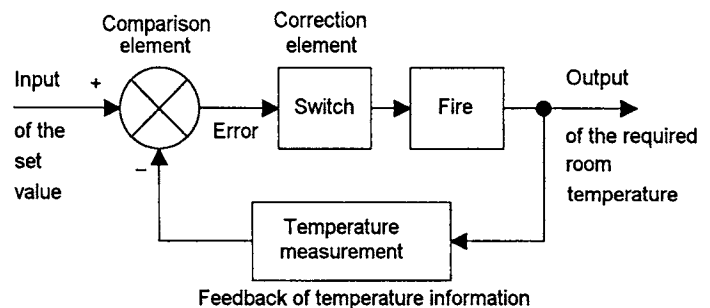 Comparison
element
Correction
element
Input
+
of the
set
value
−
Error
Switch
Fire
Output
of the required
room
temperature
Temperature
measurement
Feedback of temperature information